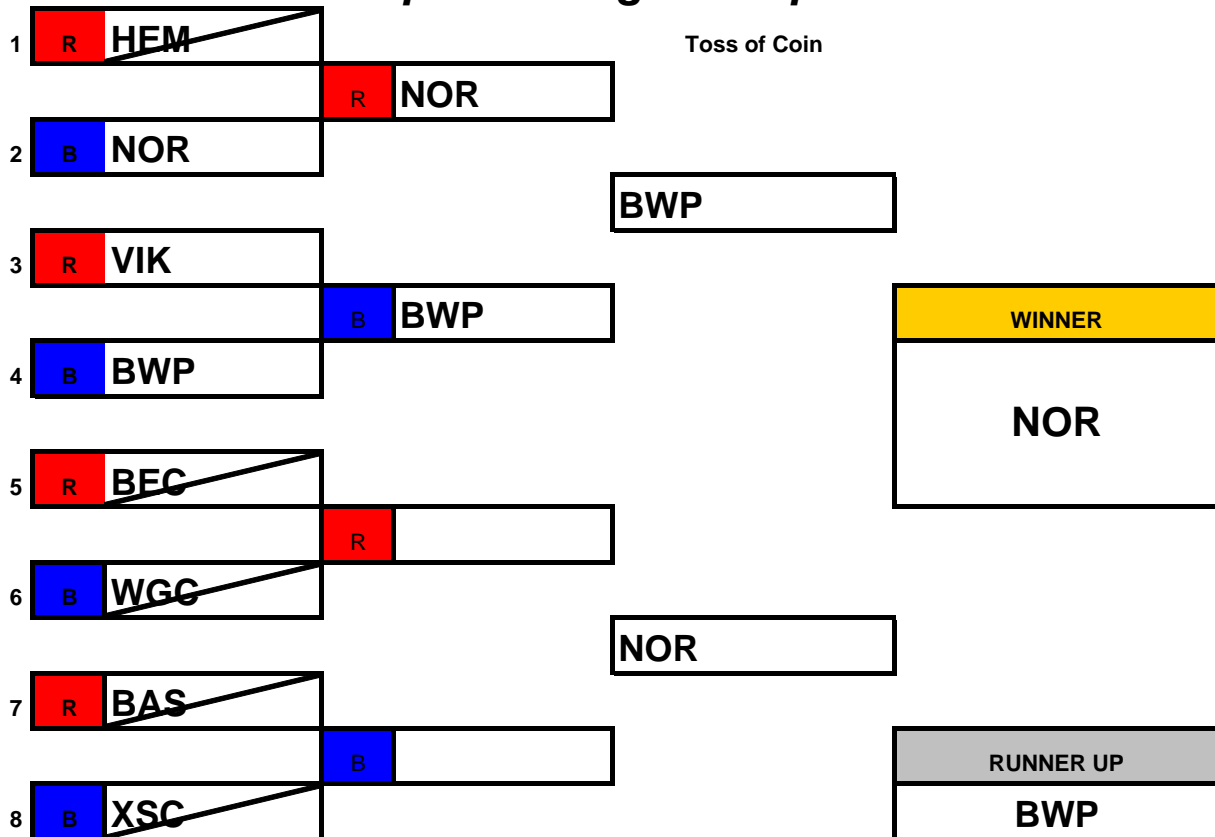 1 R HEM
Toss of Coin
R NOR
2 B NOR
BWP
3 R VIK
B BWP
WINNER
4 B BWP
NOR
5 R BEC
R
6 B WGC
NOR
7 R BAS
B
RUNNER UP
8 B XSC
BWP